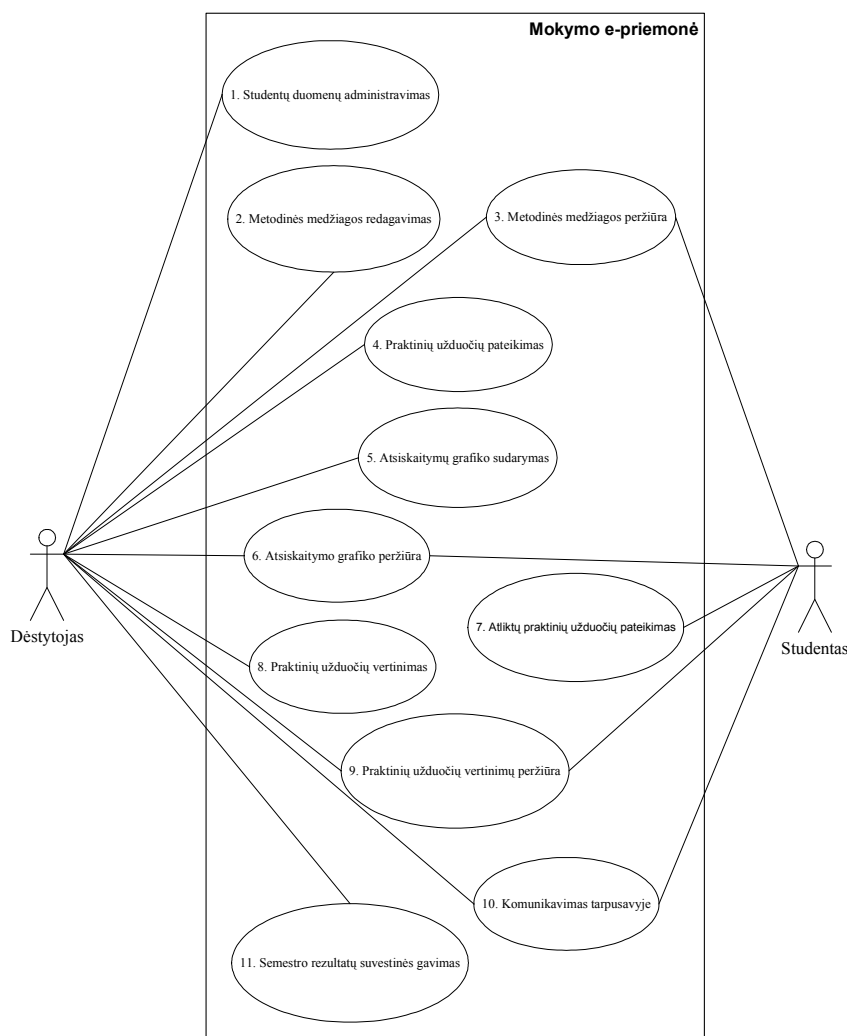 Mokymo e-priemonė
1. Studentų duomenų administravimas
2. Metodinės medžiagos redagavimas
3. Metodinės medžiagos peržiūra
4. Praktinių užduočių pateikimas
5. Atsiskaitymų grafiko sudarymas
6. Atsiskaitymo grafiko peržiūra
7. Atliktų praktinių užduočių pateikimas
Dėstytojas
Studentas
8. Praktinių užduočių vertinimas
9. Praktinių užduočių vertinimų peržiūra
10. Komunikavimas tarpusavyje
11. Semestro rezultatų suvestinės gavimas